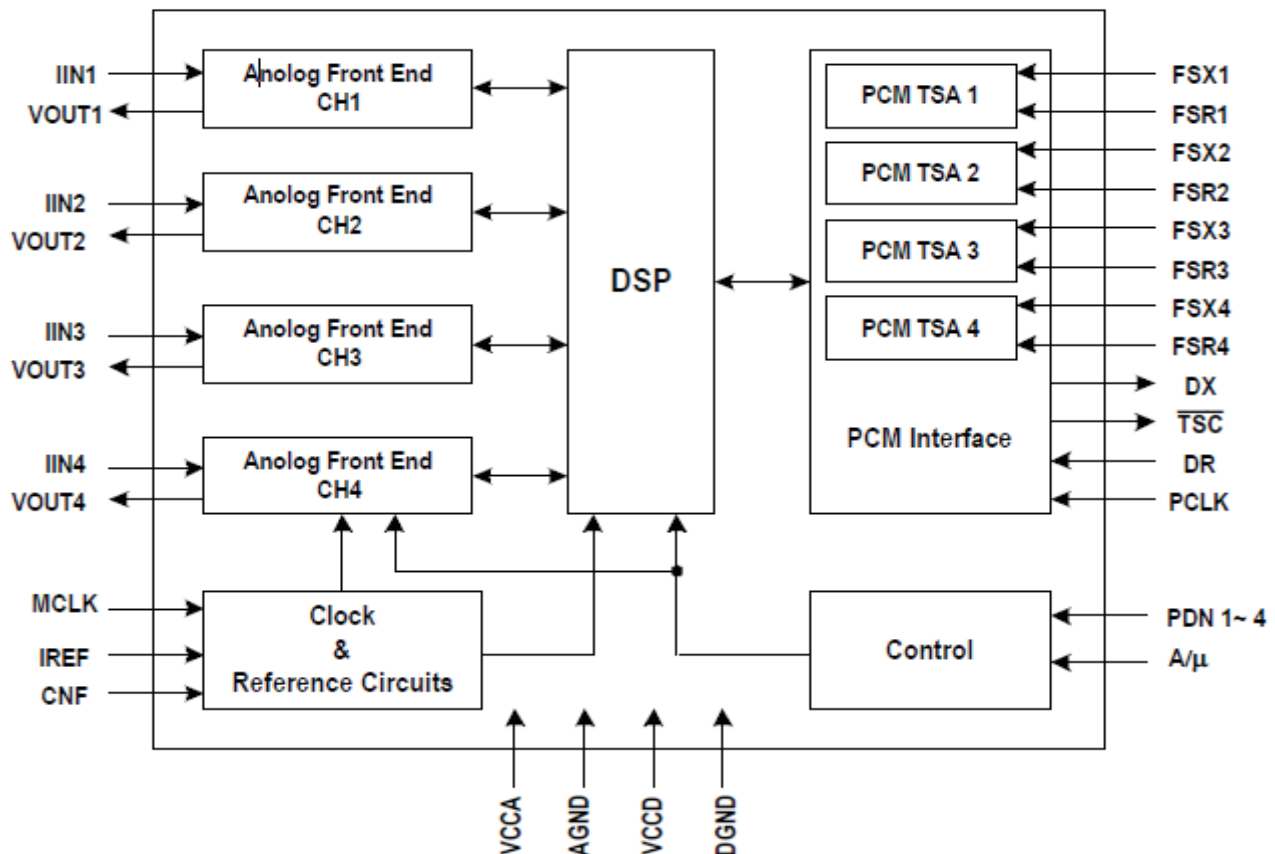 IIN1
VOUT1
IIN2
VOUT2
IIN3
VOUT3
IIN4
VOUT4
MCLK
IREF
CNF
Anolog Front End
CH1
Anolog Front End
CH2
Anolog Front End
CH3
Anolog Front End
CH4
Clock
&
Reference Circuits
DSP
PCM TSA 1
PCM TSA 2
PCM TSA 3
PCM TSA 4
PCM Interface
Control
FSX1
FSR1
FSX2
FSR2
FSX3
FSR3
FSX4
FSR4
DX
TSC
DR
PCLK
PDN 1~ 4
A/μ
VCCA
AGND
VCCD
DGND